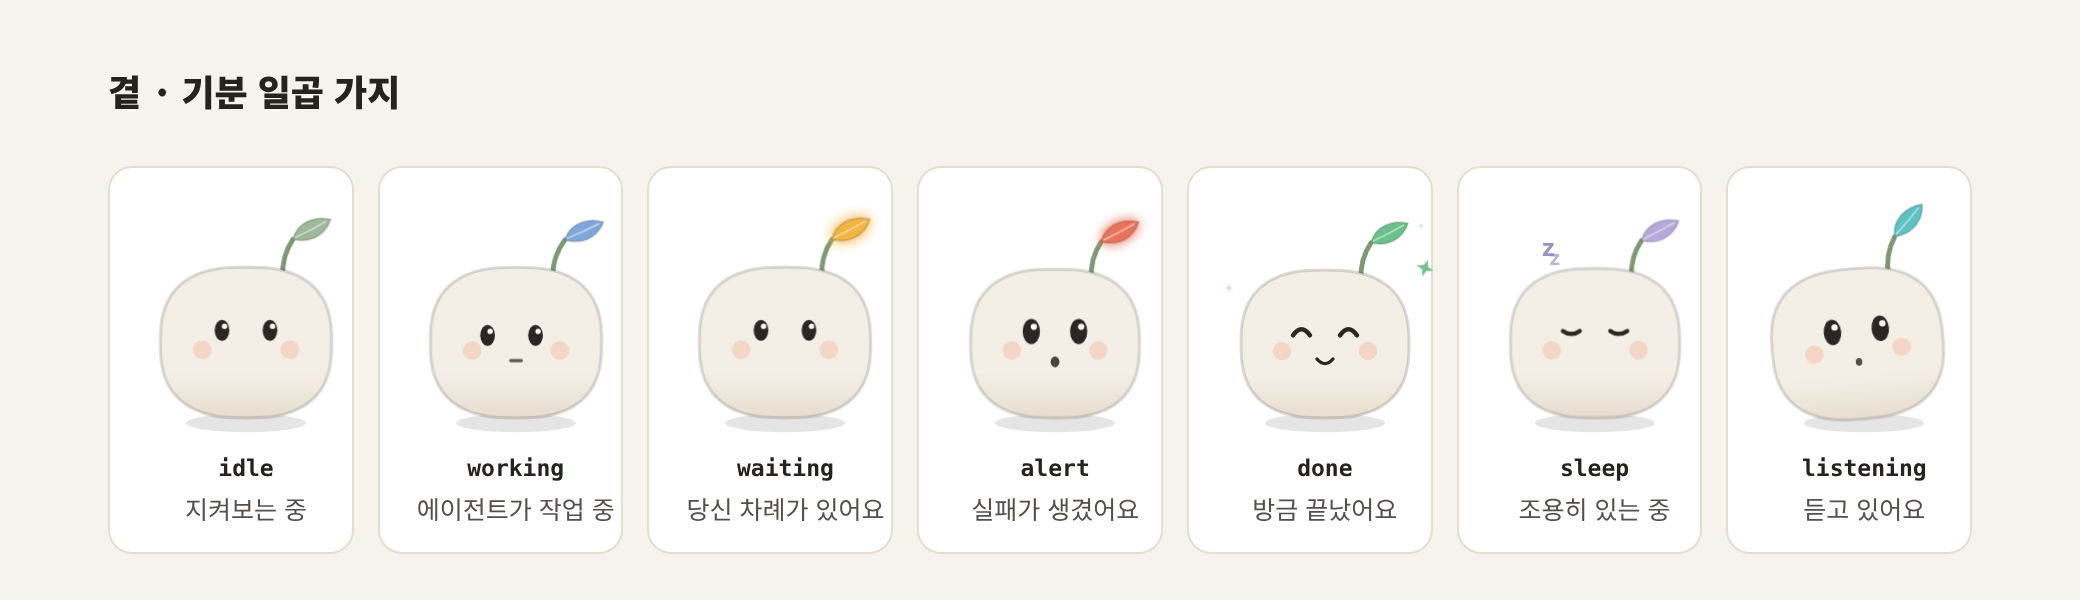 곁 · 기분 일곱 가지
idle
지켜보는 중
working
에이전트가 작업 중
waiting
당신 차례가 있어요
alert
실패가 생겼어요
done
방금 끝났어요
z
z
sleep
조용히 있는 중
listening
듣고 있어요